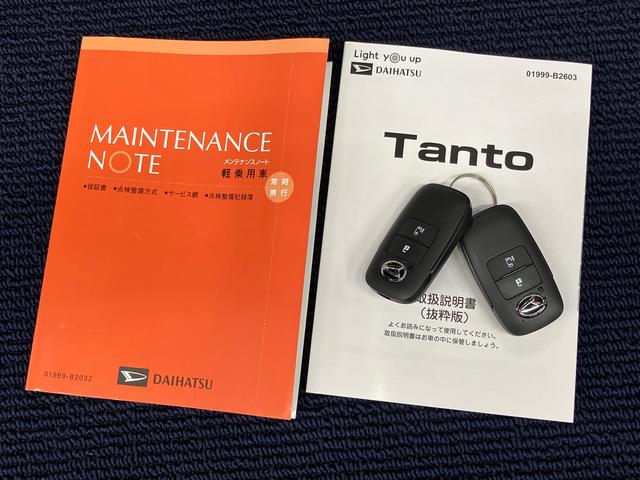 MAINTENANCE
NOTE
メンテナンスノート
軽乗用車
•保証書 •点検整備方式 •サービス網 •点検整備記録簿
常時
携行
01989-B2032
DAIHATSU
Light you up
DAIHATSU
01999-B2603
Tanto
取扱説明書
(抜粋版)
よくお読みになって使用してください。
取扱説明書はお車の中に保管しましょう。